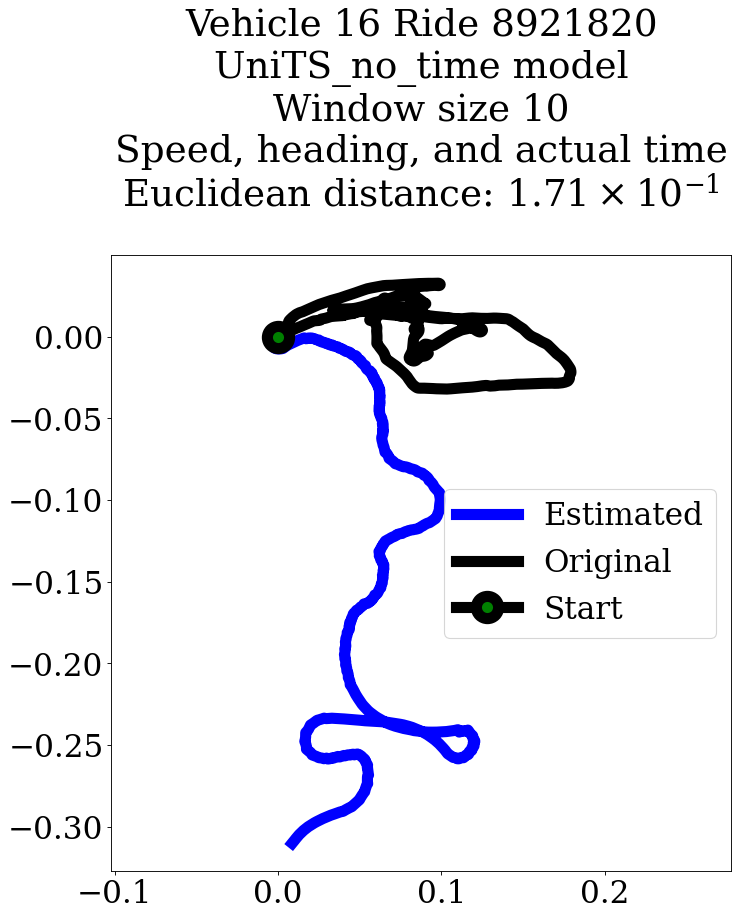 Vehicle 16 Ride 8921820
UniTS_no_time model
Window size 10
Speed, heading, and actual time
Euclidean distance: 1.71 × 10⁻¹
0.00
−0.05
−0.10
−0.15
−0.20
−0.25
−0.30
Estimated
Original
Start
−0.1
0.0
0.1
0.2